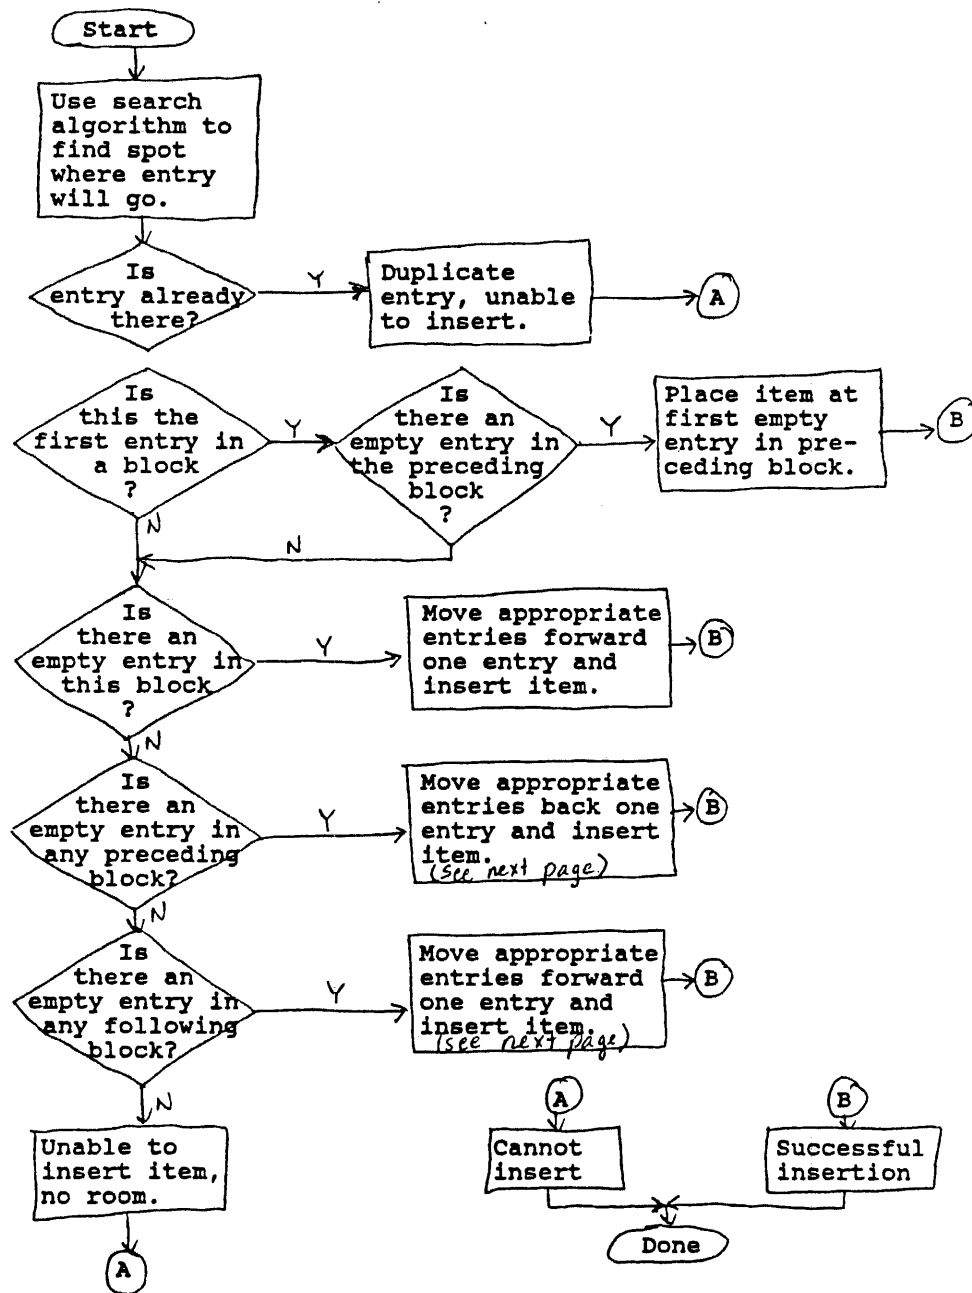 Start
Use search
algorithm to
find spot
where entry
will go.
Is
entry already
there?
Y
Duplicate
entry, unable
to insert.
A
Is
this the
first entry in
a block
?
Y
Is
there an
empty entry in
the preceding
block
?
Y
Place item at
first empty
entry in pre-
ceding block.
B
N
N
Is
there an
empty entry in
this block
?
Y
Move appropriate
entries forward
one entry and
insert item.
B
N
Is
there an
empty entry in
any preceding
block?
Y
Move appropriate
entries back one
entry and insert
item.
(see next page)
B
N
Is
there an
empty entry in
any following
block?
Y
Move appropriate
entries forward
one entry and
insert item.
(see next page)
B
N
Unable to
insert item,
no room.
A
A
Cannot
insert
B
Successful
insertion
Done